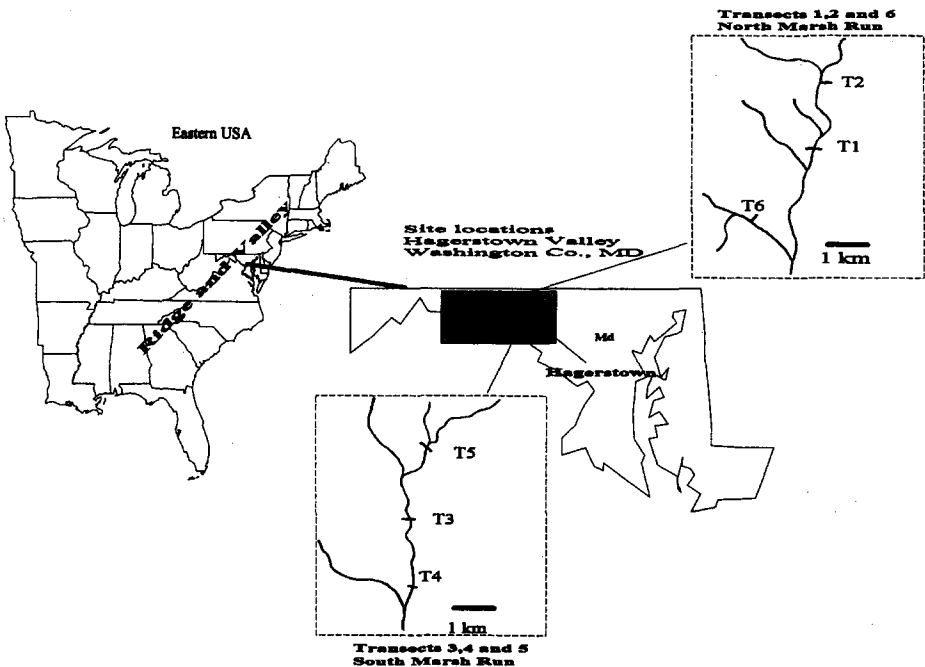 Transects 1,2 and 6
North Marsh Run
T2
T1
T6
1 km
Eastern USA
Ridge and Valley
Site locations
Hagerstown Valley
Washington Co., MD
Md
Hagerstown
T5
T3
T4
1 km
Transects 3,4 and 5
South Marsh Run